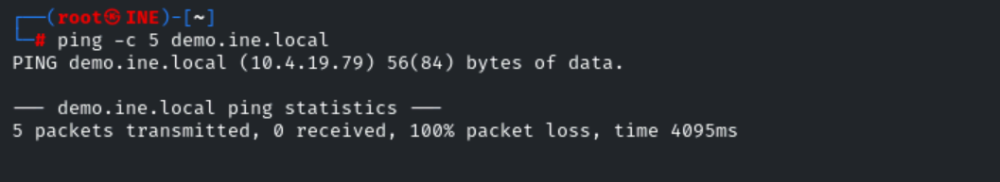 ┌──(root㉿INE)-[~]
└─# ping -c 5 demo.ine.local
PING demo.ine.local (10.4.19.79) 56(84) bytes of data.
--- demo.ine.local ping statistics ---
5 packets transmitted, 0 received, 100% packet loss, time 4095ms